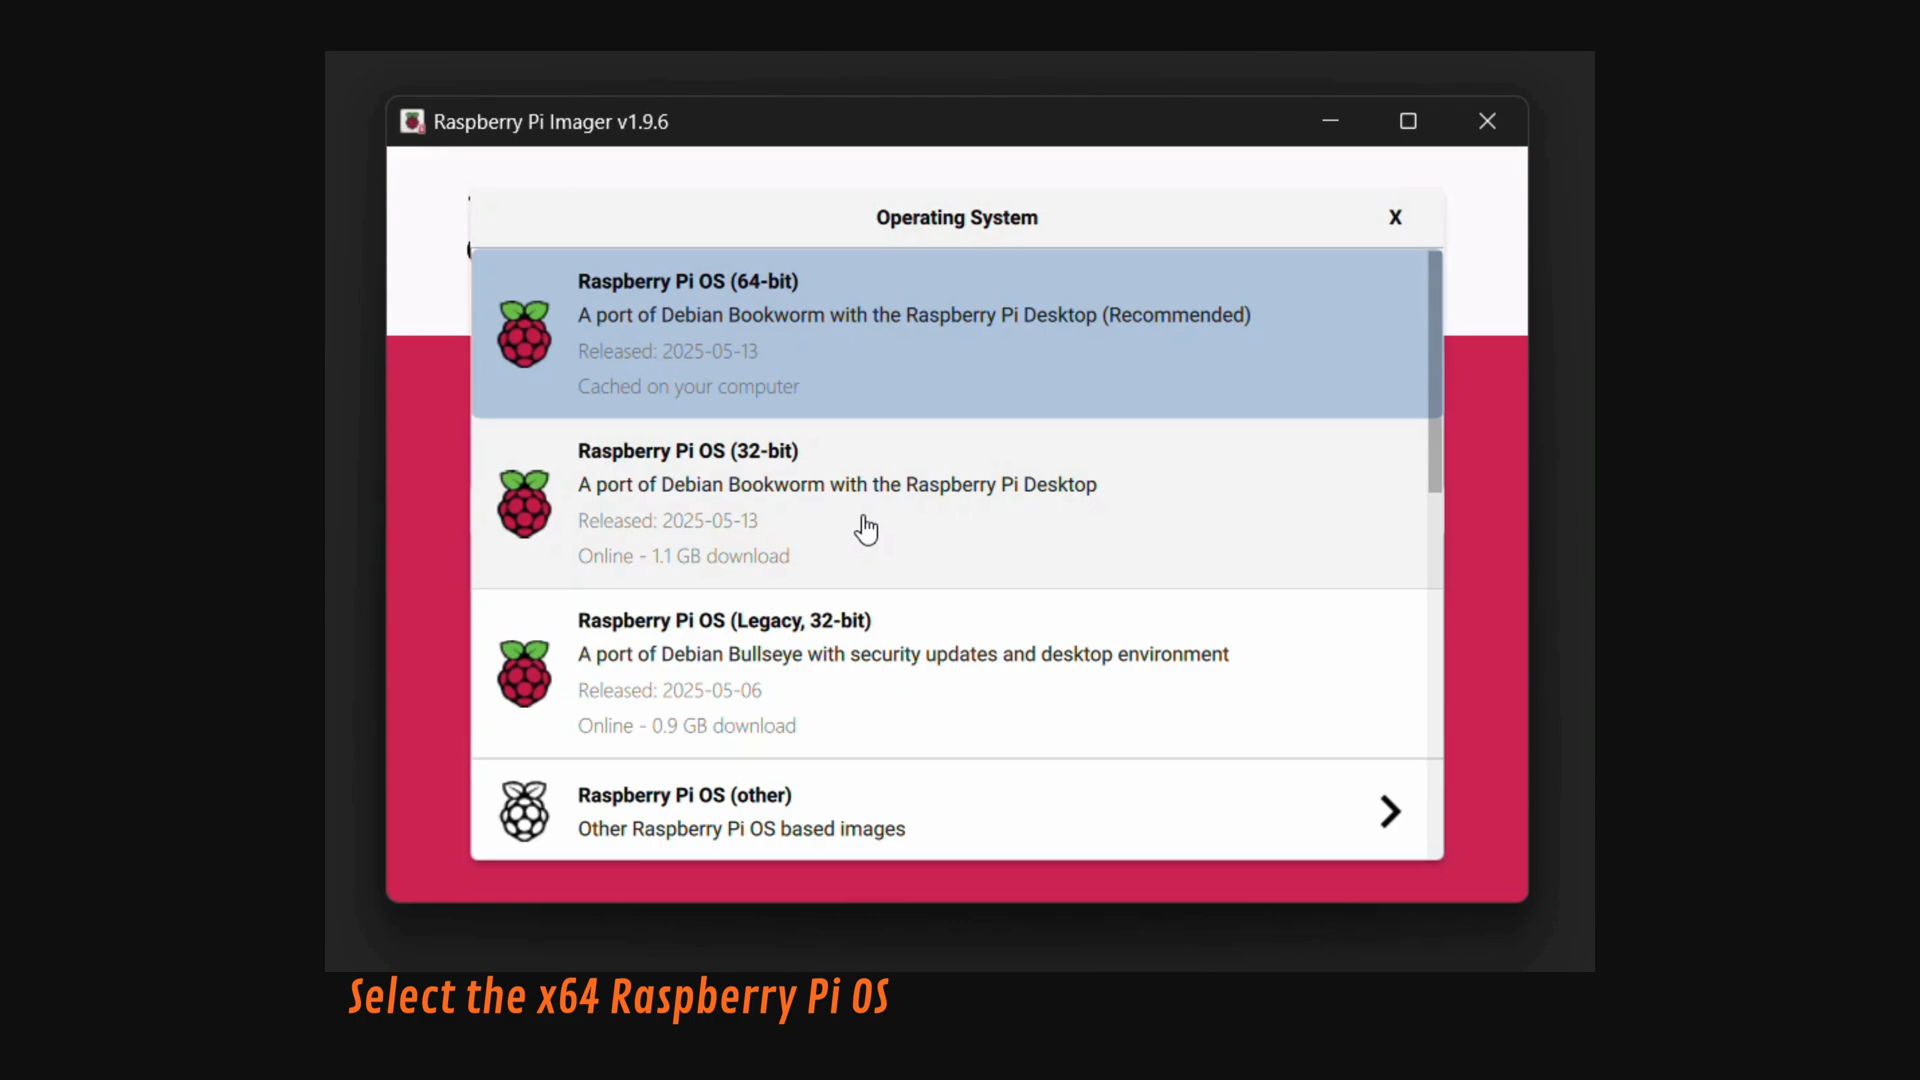 Raspberry Pi Imager v1.9.6
Operating System
X
Raspberry Pi OS (64-bit)
A port of Debian Bookworm with the Raspberry Pi Desktop (Recommended)
Released: 2025-05-13
Cached on your computer
Raspberry Pi OS (32-bit)
A port of Debian Bookworm with the Raspberry Pi Desktop
Released: 2025-05-13
Online - 1.1 GB download
Raspberry Pi OS (Legacy, 32-bit)
A port of Debian Bullseye with security updates and desktop environment
Released: 2025-05-06
Online - 0.9 GB download
Raspberry Pi OS (other)
Other Raspberry Pi OS based images
Select the x64 Raspberry Pi OS